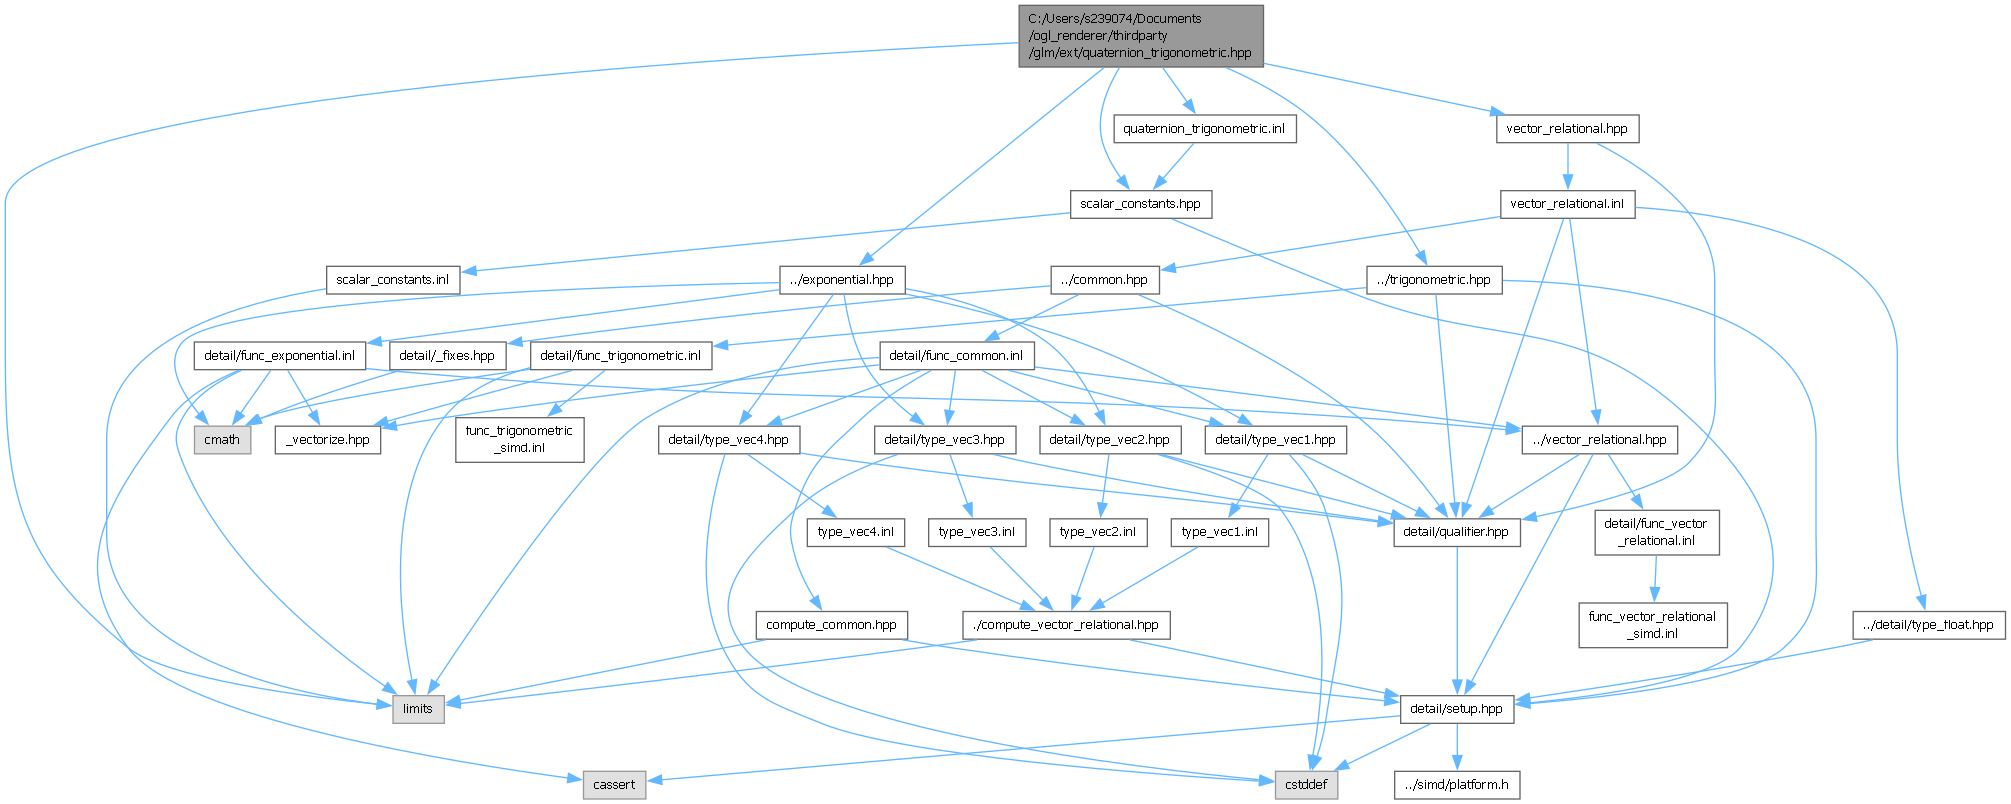 C:/Users/s239074/Documents
/ogl_renderer/thirdparty
/glm/ext/quaternion_trigonometric.hpp
quaternion_trigonometric.inl
vector_relational.hpp
scalar_constants.hpp
vector_relational.inl
scalar_constants.inl
../exponential.hpp
../common.hpp
../trigonometric.hpp
detail/func_exponential.inl
detail/_fixes.hpp
detail/func_trigonometric.inl
detail/func_common.inl
cmath
_vectorize.hpp
func_trigonometric
_simd.inl
detail/type_vec4.hpp
detail/type_vec3.hpp
detail/type_vec2.hpp
detail/type_vec1.hpp
../vector_relational.hpp
type_vec4.inl
type_vec3.inl
type_vec2.inl
type_vec1.inl
detail/qualifier.hpp
detail/func_vector
_relational.inl
compute_common.hpp
./compute_vector_relational.hpp
func_vector_relational
_simd.inl
../detail/type_float.hpp
limits
detail/setup.hpp
cassert
cstddef
../simd/platform.h